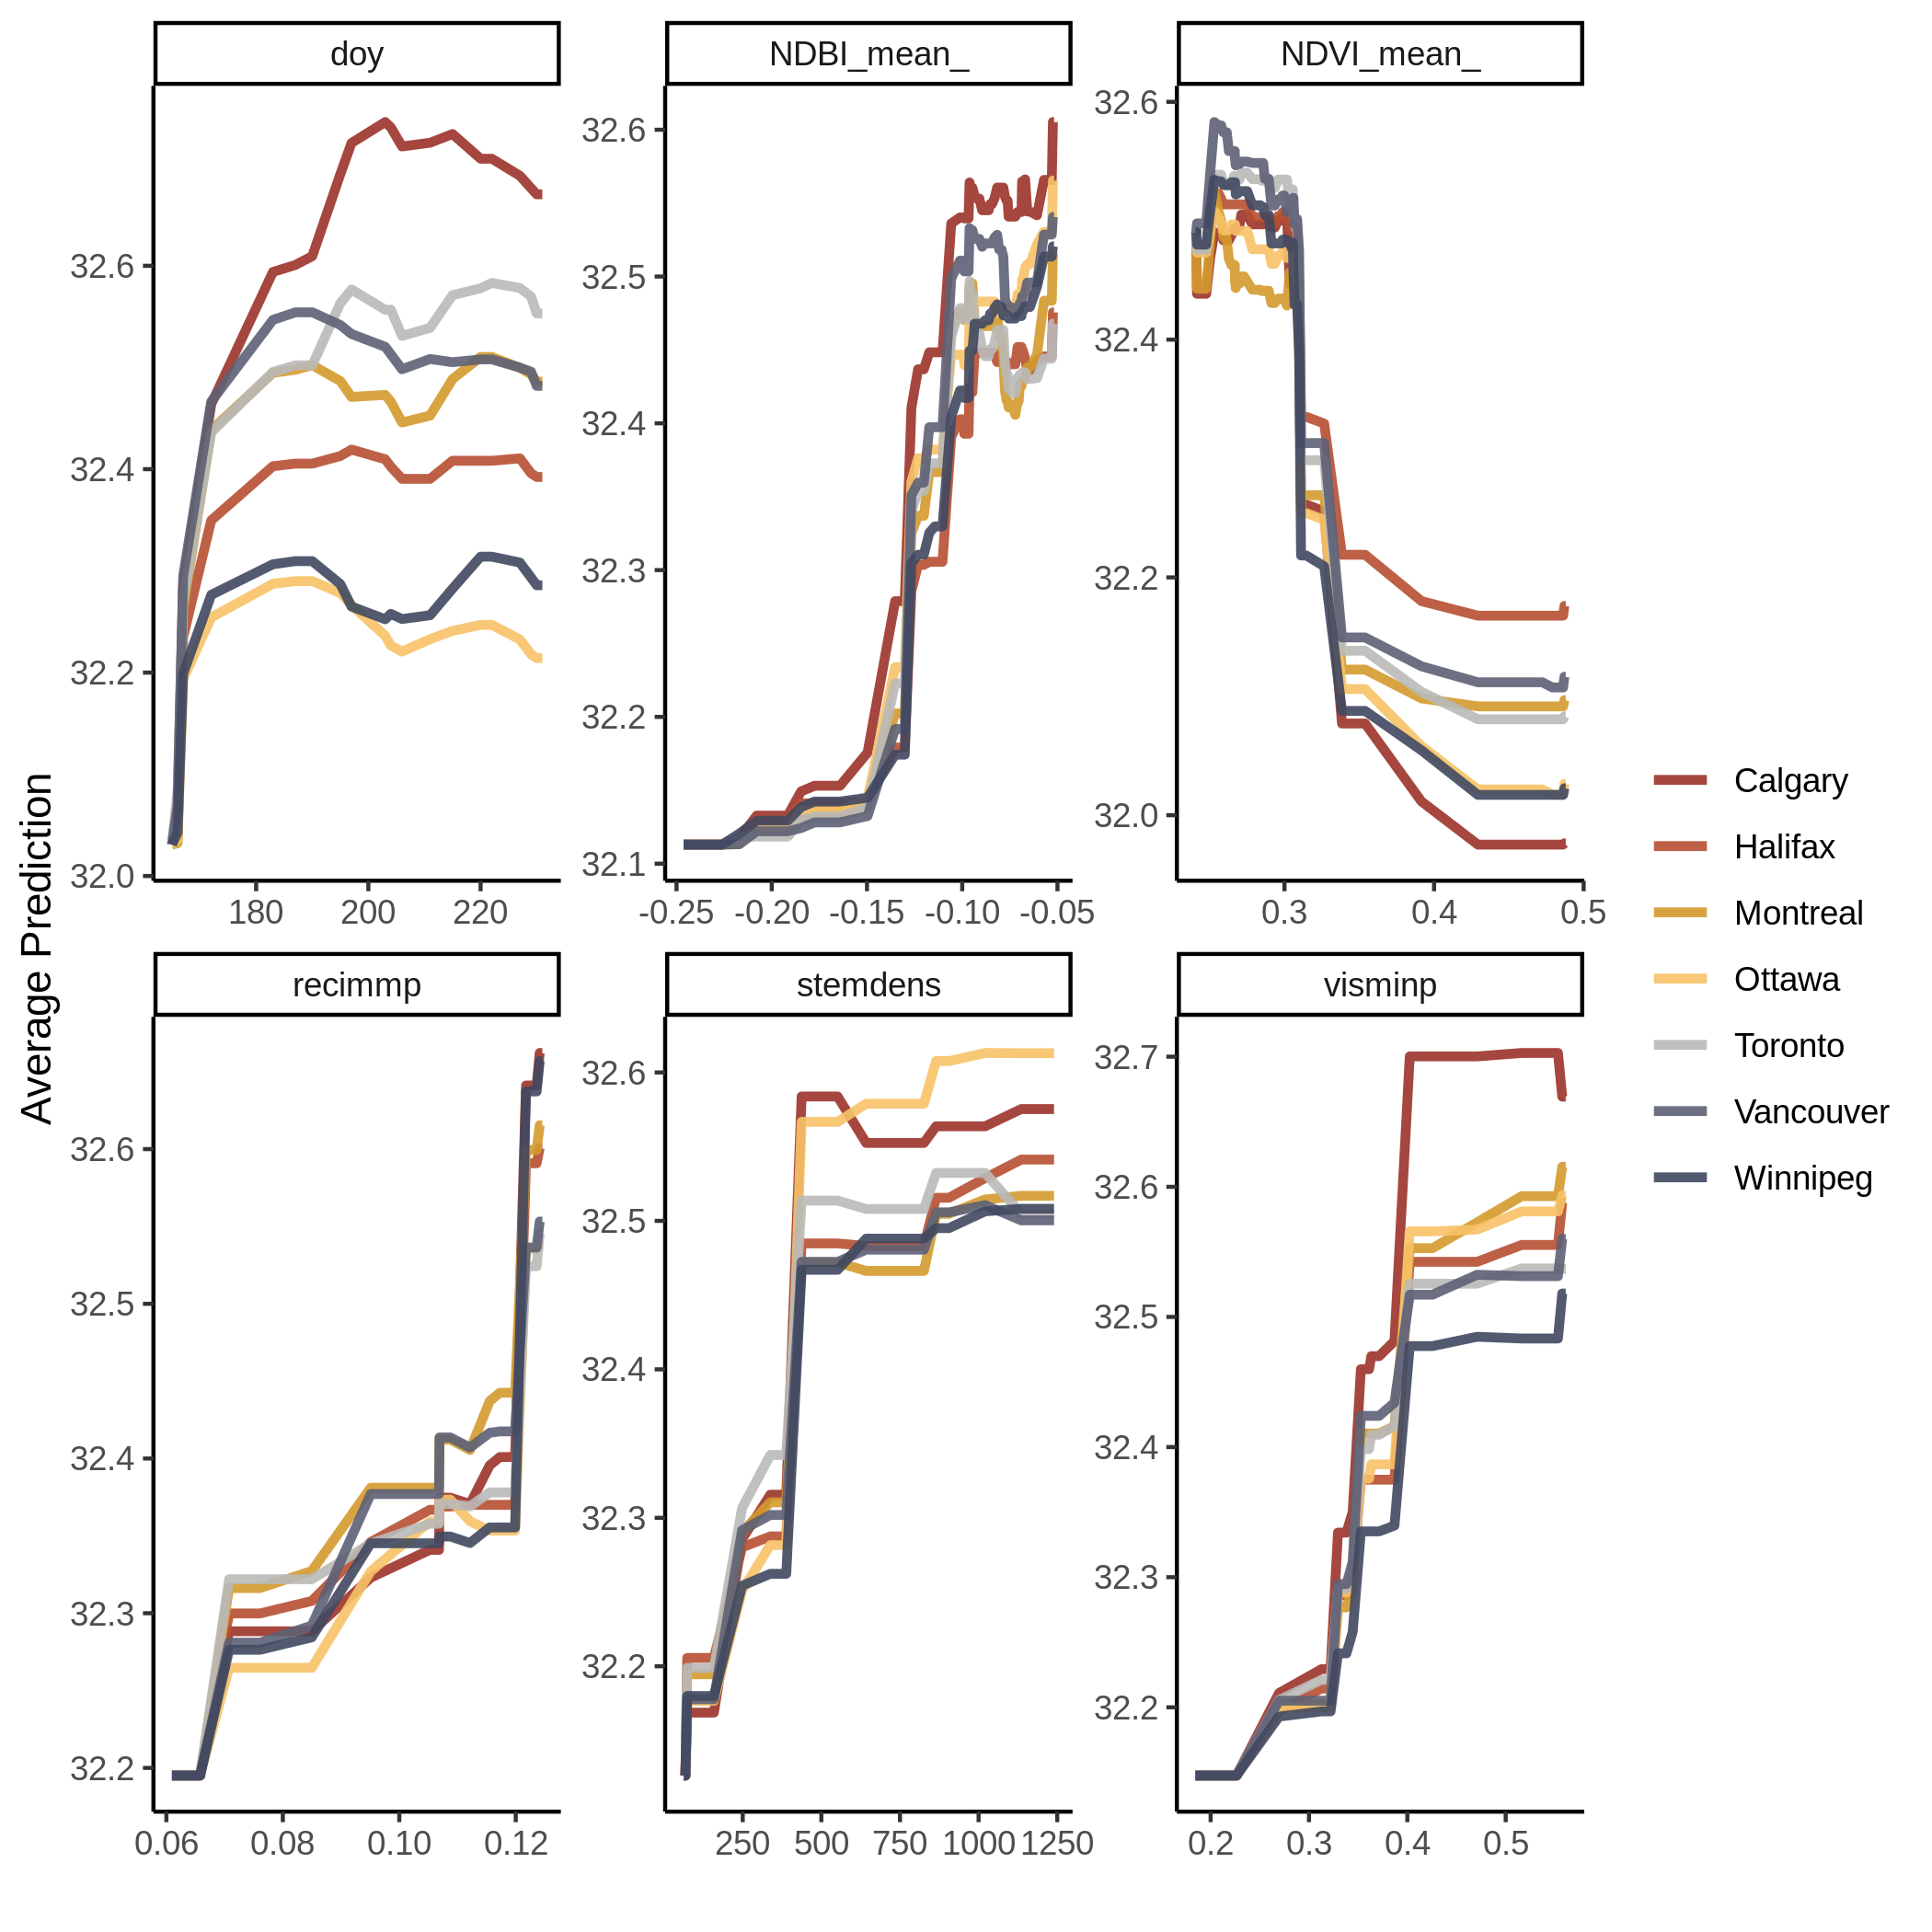 doy
NDBI_mean_
NDVI_mean_
32.6
32.4
32.2
32.0
180 200 220
32.6
32.5
32.4
32.3
32.2
32.1
-0.25 -0.20 -0.15 -0.10 -0.05
32.6
32.4
32.2
32.0
0.3 0.4 0.5
Average Prediction
recimmp
stemdens
visminp
32.6
32.5
32.4
32.3
32.2
0.06 0.08 0.10 0.12
32.6
32.5
32.4
32.3
32.2
250 500 750 1000 1250
32.7
32.6
32.5
32.4
32.3
32.2
0.2 0.3 0.4 0.5
Calgary
Halifax
Montreal
Ottawa
Toronto
Vancouver
Winnipeg